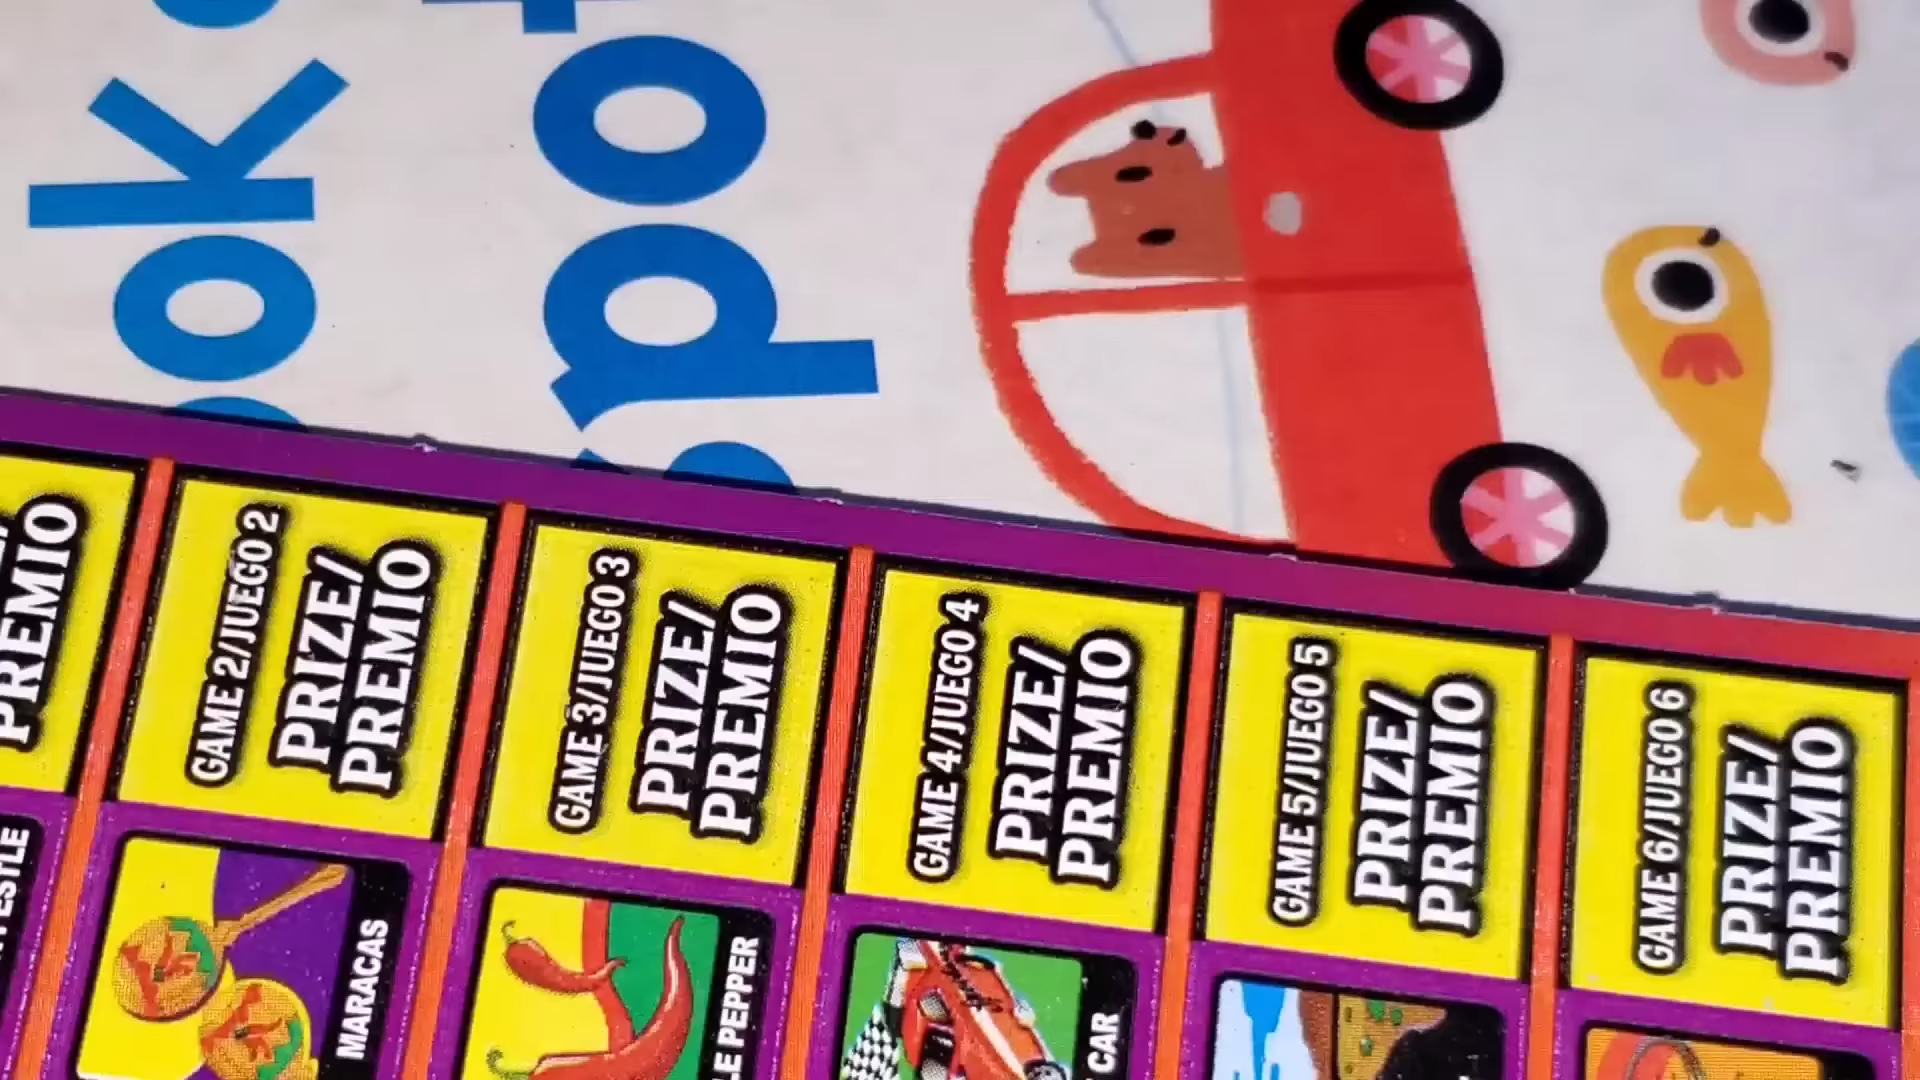 PREMIO
GAME 2/JUEGO 2
PRIZE/
PREMIO
GAME 3/JUEGO 3
PRIZE/
PREMIO
GAME 4/JUEGO 4
PRIZE/
PREMIO
GAME 5/JUEGO 5
PRIZE/
PREMIO
GAME 6/JUEGO 6
PRIZE/
PREMIO
MARACAS
PEPPER
CAR